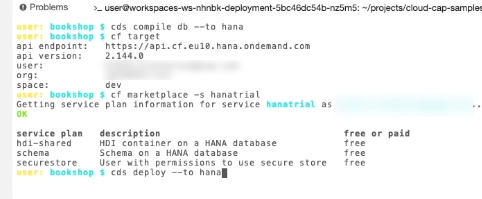 Problems >_ user@workspaces-ws-nhnbk-deployment-5bc46dc54b-nz5m5: ~/projects/cloud-cap-samples
user: bookshop $ cds compile db --to hana
user: bookshop $ cf target
api endpoint: https://api.cf.eu10.hana.ondemand.com
api version: 2.144.0
user:
org:
space: dev
user: bookshop $ cf marketplace -s hanatrial
Getting service plan information for service hanatrial as ...
OK
service plan description free or paid
hdi-shared HDI container on a HANA database free
schema Schema on a HANA database free
securestore User with permissions to use secure store free
user: bookshop $ cds deploy --to hana